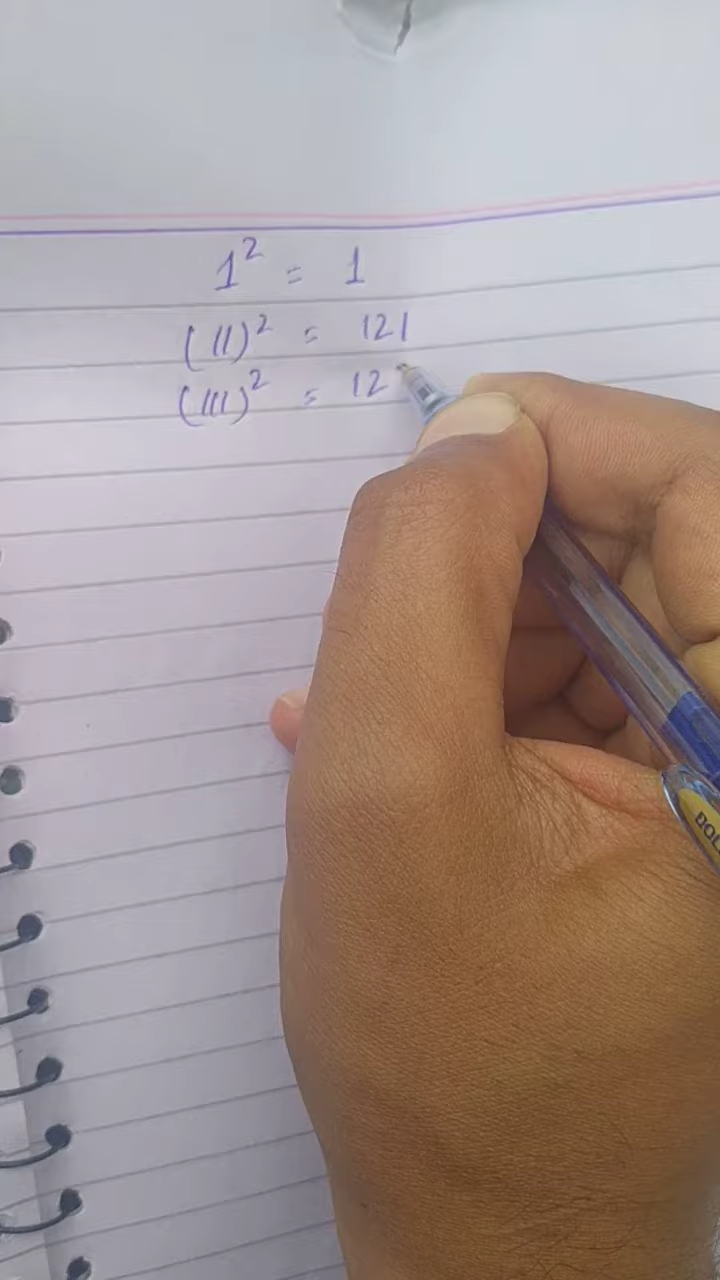 1² = 1
(11)² = 121
(111)² = 12